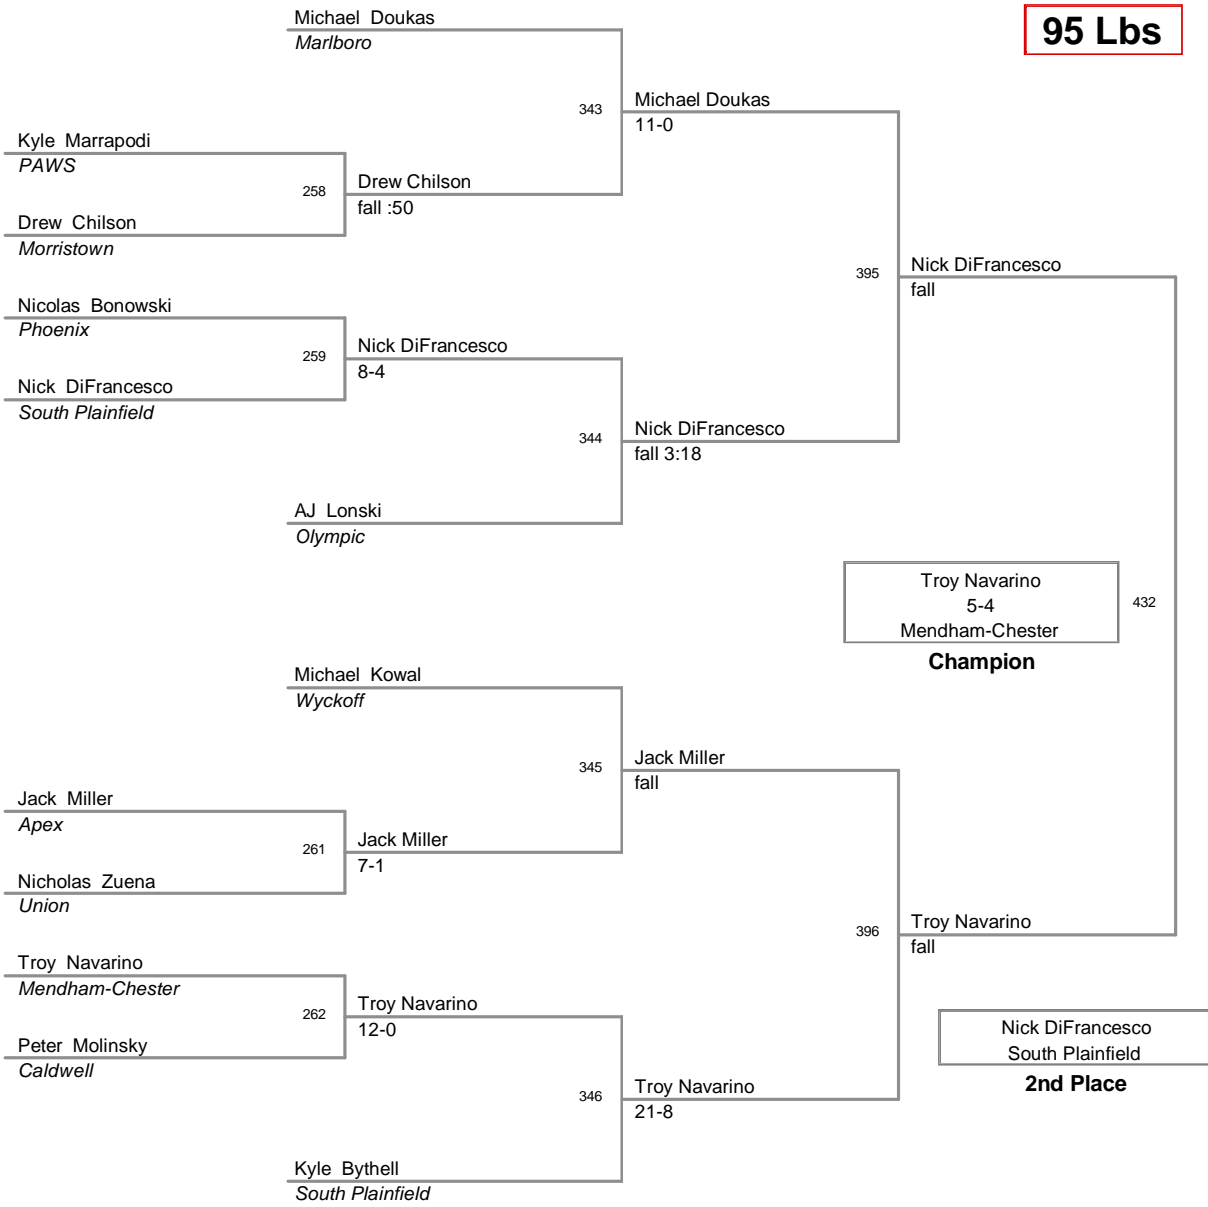 Michael Doukas
Marlboro
95 Lbs
343
Michael Doukas
11-0
Kyle Marrapodi
PAWS
258
Drew Chilson
fall :50
Drew Chilson
Morristown
395
Nick DiFrancesco
fall
Nicolas Bonowski
Phoenix
259
Nick DiFrancesco
8-4
Nick DiFrancesco
South Plainfield
344
Nick DiFrancesco
fall 3:18
AJ Lonski
Olympic
Troy Navarino
5-4
Mendham-Chester
432
Champion
Michael Kowal
Wyckoff
345
Jack Miller
fall
Jack Miller
Apex
261
Jack Miller
7-1
Nicholas Zuena
Union
396
Troy Navarino
fall
Troy Navarino
Mendham-Chester
262
Troy Navarino
12-0
Peter Molinsky
Caldwell
Nick DiFrancesco
South Plainfield
2nd Place
346
Troy Navarino
21-8
Kyle Bythell
South Plainfield